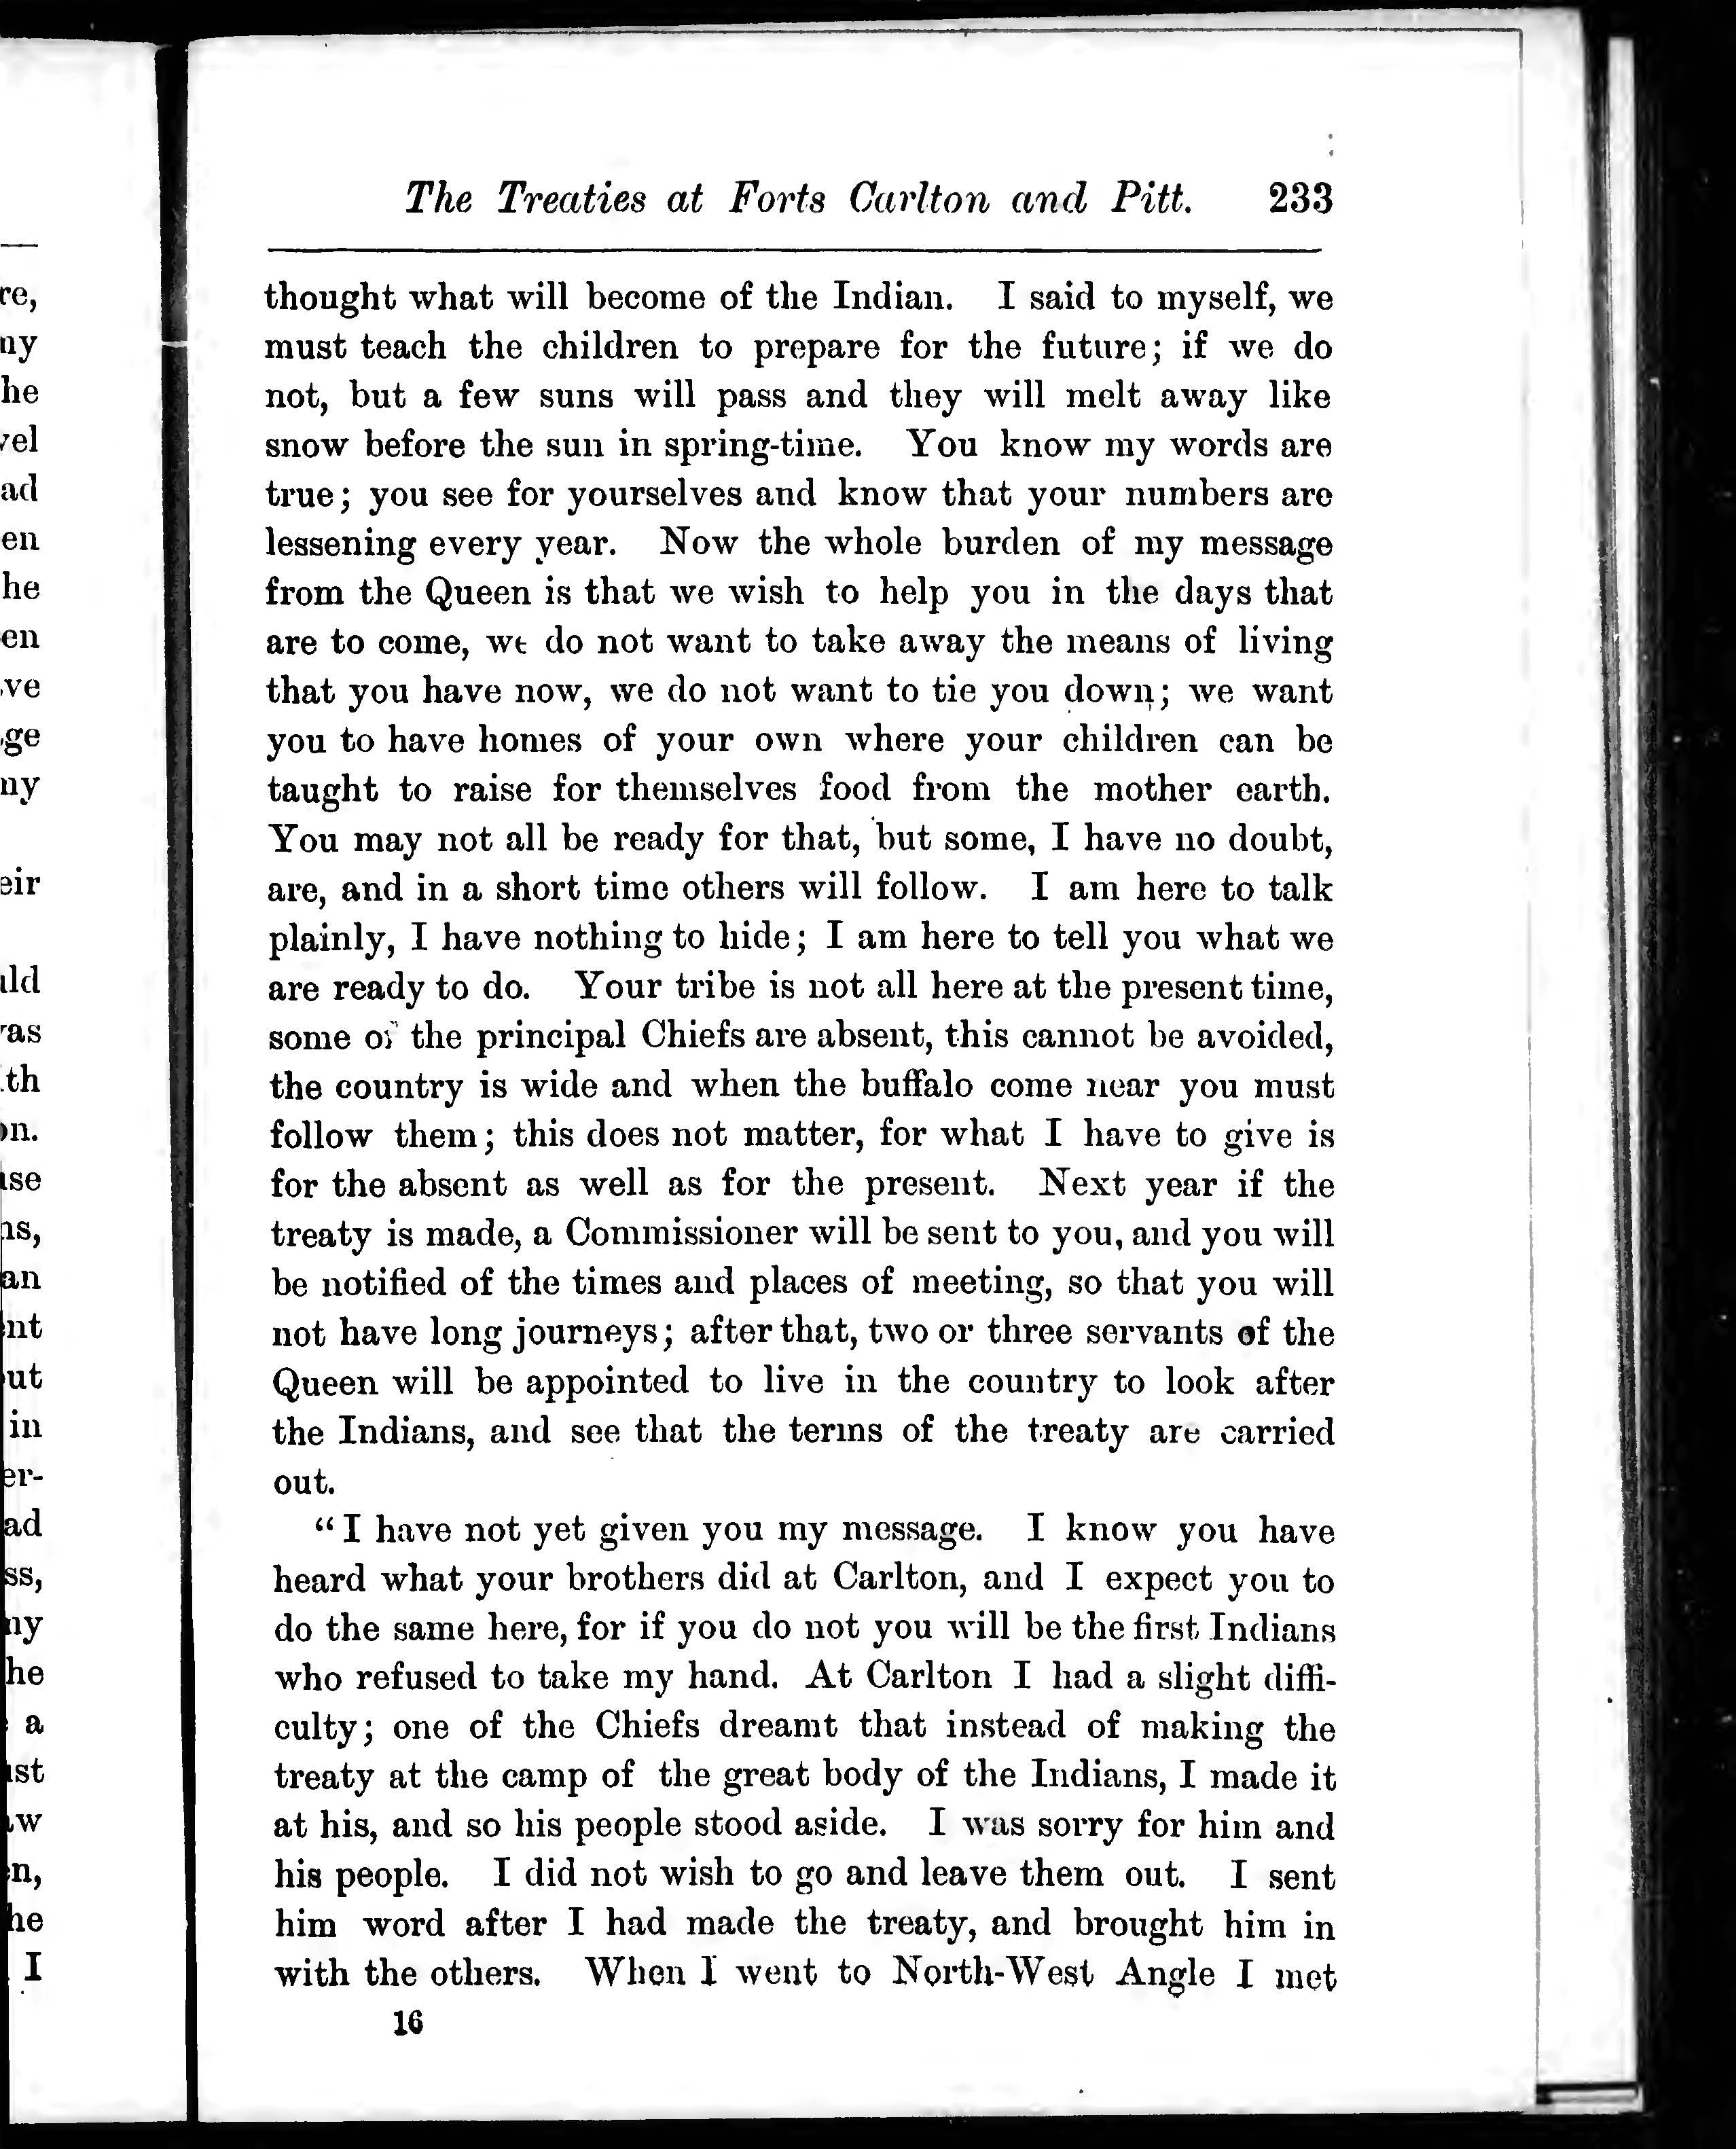 The Treaties at Forts Carlton and Pitt. 233
thought what will become of the Indian. I said to myself, we
must teach the children to prepare for the future; if we do
not, but a few suns will pass and they will melt away like
snow before the sun in spring-time. You know my words are
true; you see for yourselves and know that your numbers are
lessening every year. Now the whole burden of my message
from the Queen is that we wish to help you in the days that
are to come, we do not want to take away the means of living
that you have now, we do not want to tie you down; we want
you to have homes of your own where your children can be
taught to raise for themselves food from the mother earth.
You may not all be ready for that, but some, I have no doubt,
are, and in a short time others will follow. I am here to talk
plainly, I have nothing to hide; I am here to tell you what we
are ready to do. Your tribe is not all here at the present time,
some of the principal Chiefs are absent, this cannot be avoided,
the country is wide and when the buffalo come near you must
follow them; this does not matter, for what I have to give is
for the absent as well as for the present. Next year if the
treaty is made, a Commissioner will be sent to you, and you will
be notified of the times and places of meeting, so that you will
not have long journeys; after that, two or three servants of the
Queen will be appointed to live in the country to look after
the Indians, and see that the terms of the treaty are carried
out.
"I have not yet given you my message. I know you have
heard what your brothers did at Carlton, and I expect you to
do the same here, for if you do not you will be the first Indians
who refused to take my hand. At Carlton I had a slight diffi-
culty; one of the Chiefs dreamt that instead of making the
treaty at the camp of the great body of the Indians, I made it
at his, and so his people stood aside. I was sorry for him and
his people. I did not wish to go and leave them out. I sent
him word after I had made the treaty, and brought him in
with the others. When I went to North-West Angle I met
16